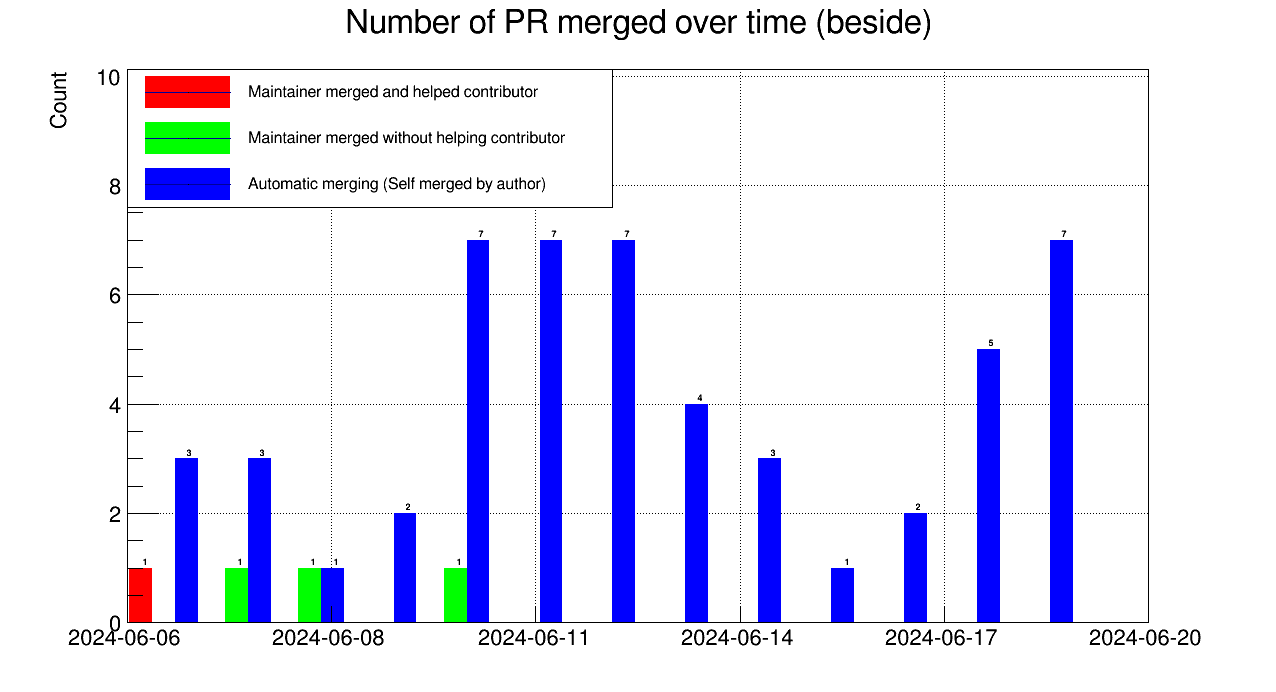 Number of PR merged over time (beside)
Count
10
8
6
4
2
0
Maintainer merged and helped contributor
Maintainer merged without helping contributor
Automatic merging (Self merged by author)
1 3 1 3 1 1 2 1 7 7 7 4 3 1 2 5 7
2024-06-06 2024-06-08 2024-06-11 2024-06-14 2024-06-17 2024-06-20